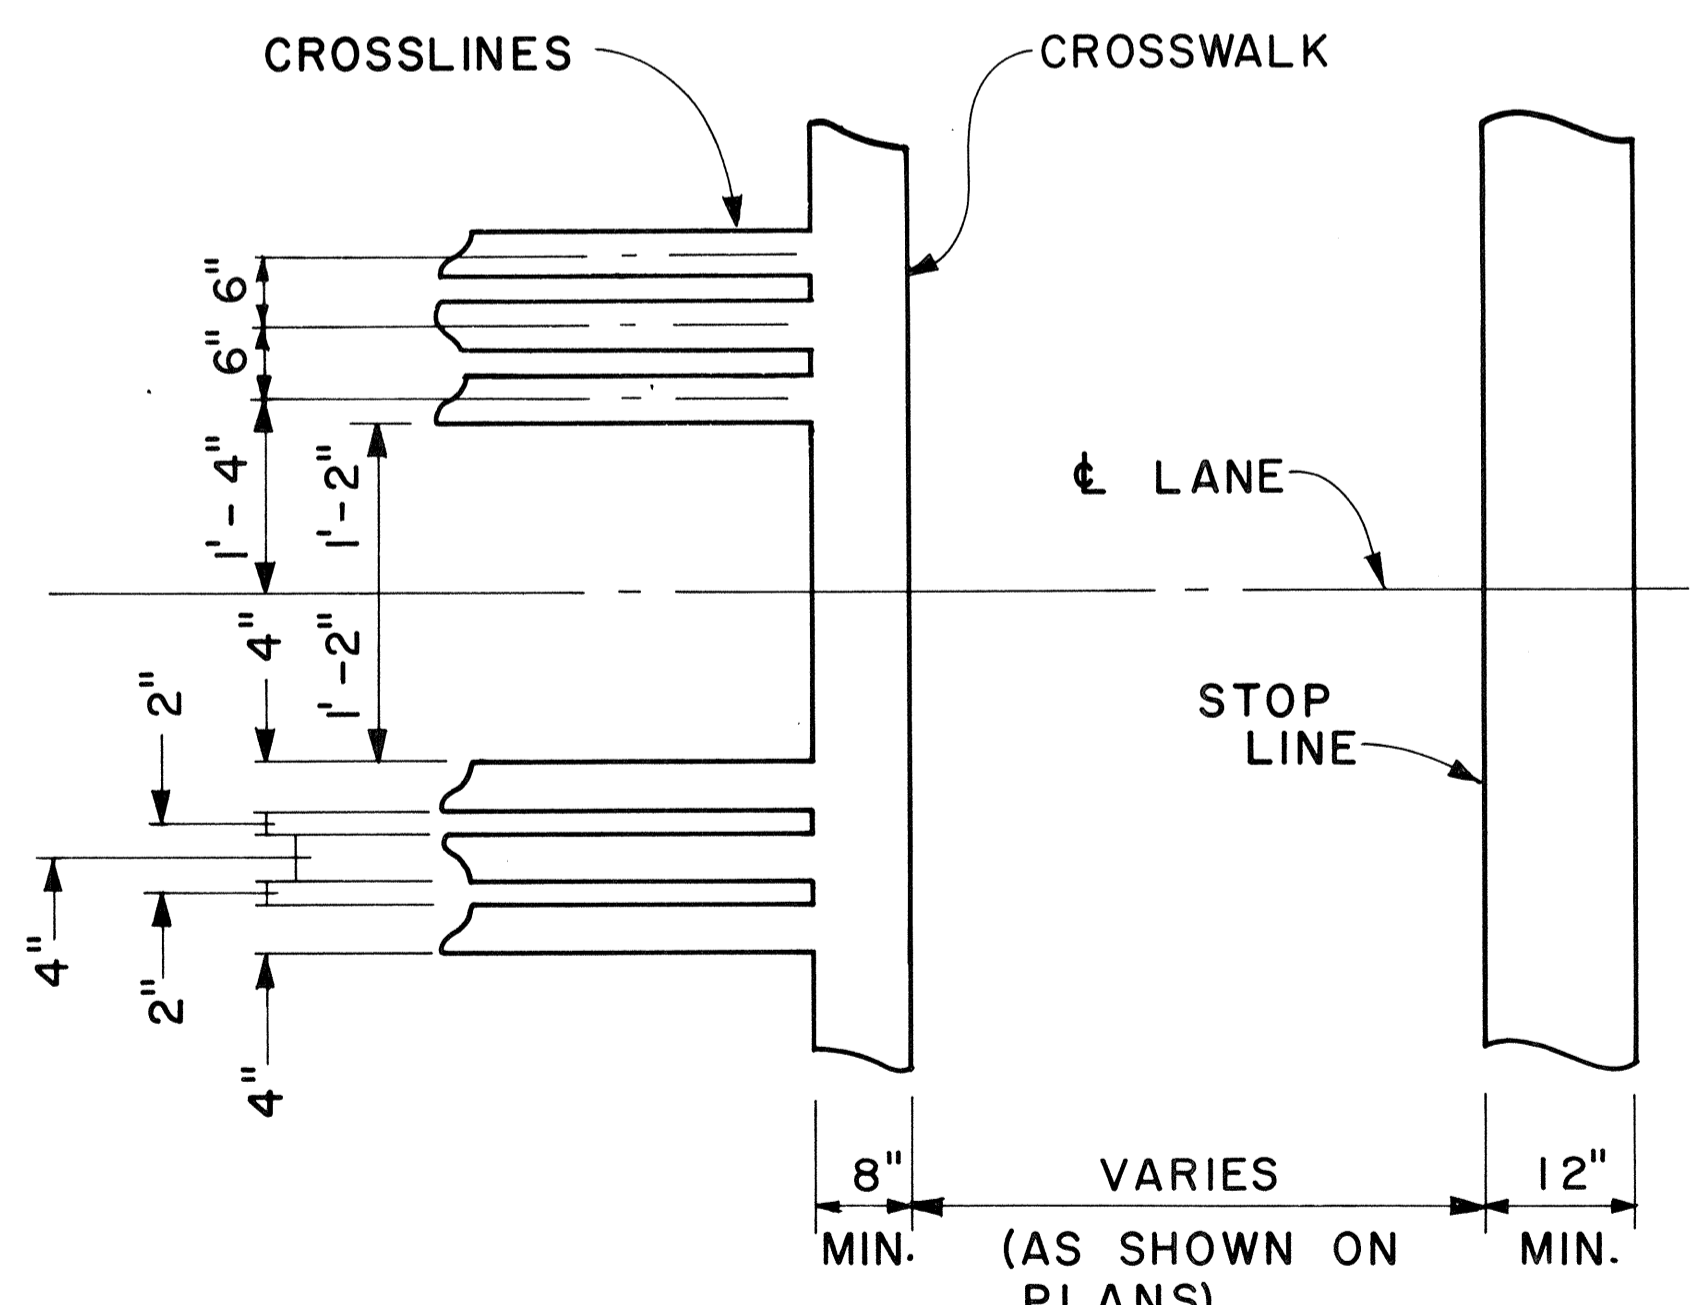 CROSSLINES
CROSSWALK
6"
6"
1'-4"
1'-2"
℄ LANE
4"
1'-2"
2"
STOP
LINE
4"
2"
4"
8"
VARIES
12"
MIN.
(AS SHOWN ON
MIN.
PLANS)